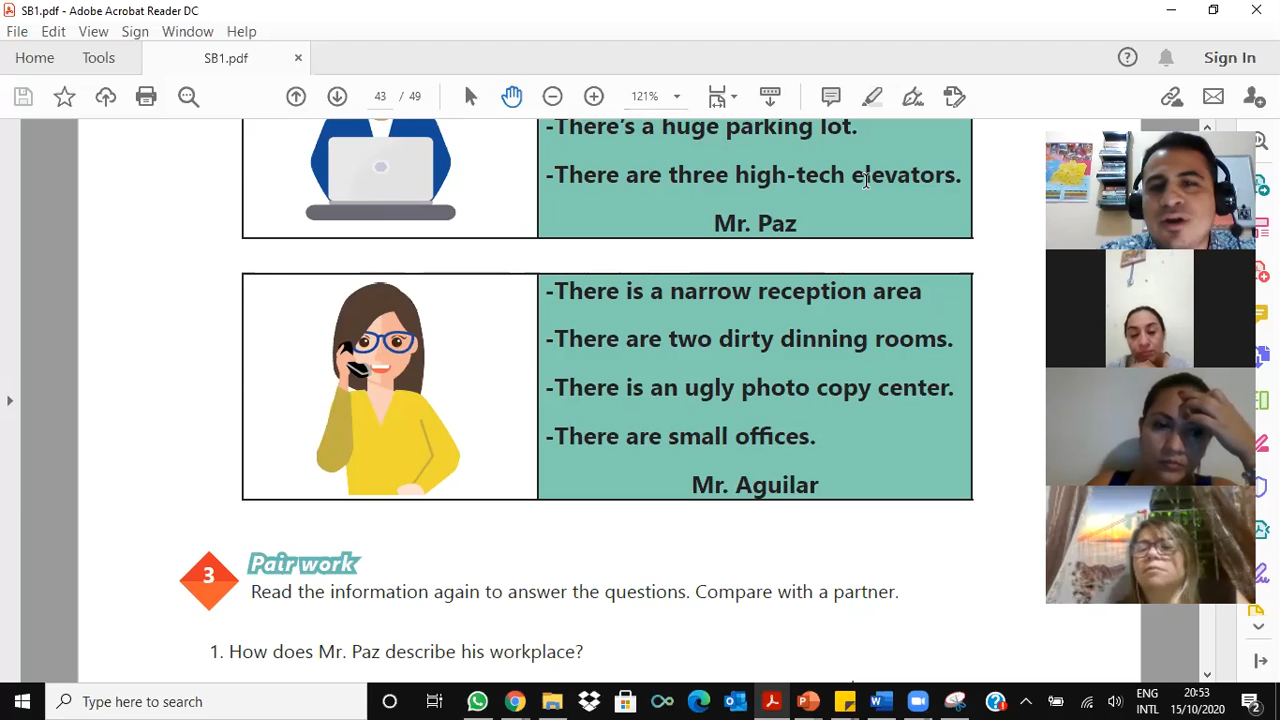 SB1.pdf - Adobe Acrobat Reader DC
File Edit View Sign Window Help
Home Tools SB1.pdf × Sign In
43 / 49 121%
-There's a huge parking lot.
-There are three high-tech elevators.
Mr. Paz
-There is a narrow reception area
-There are two dirty dinning rooms.
-There is an ugly photo copy center.
-There are small offices.
Mr. Aguilar
3 Pair work
Read the information again to answer the questions. Compare with a partner.
1. How does Mr. Paz describe his workplace?
Type here to search
ENG 20:53
INTL 15/10/2020 2